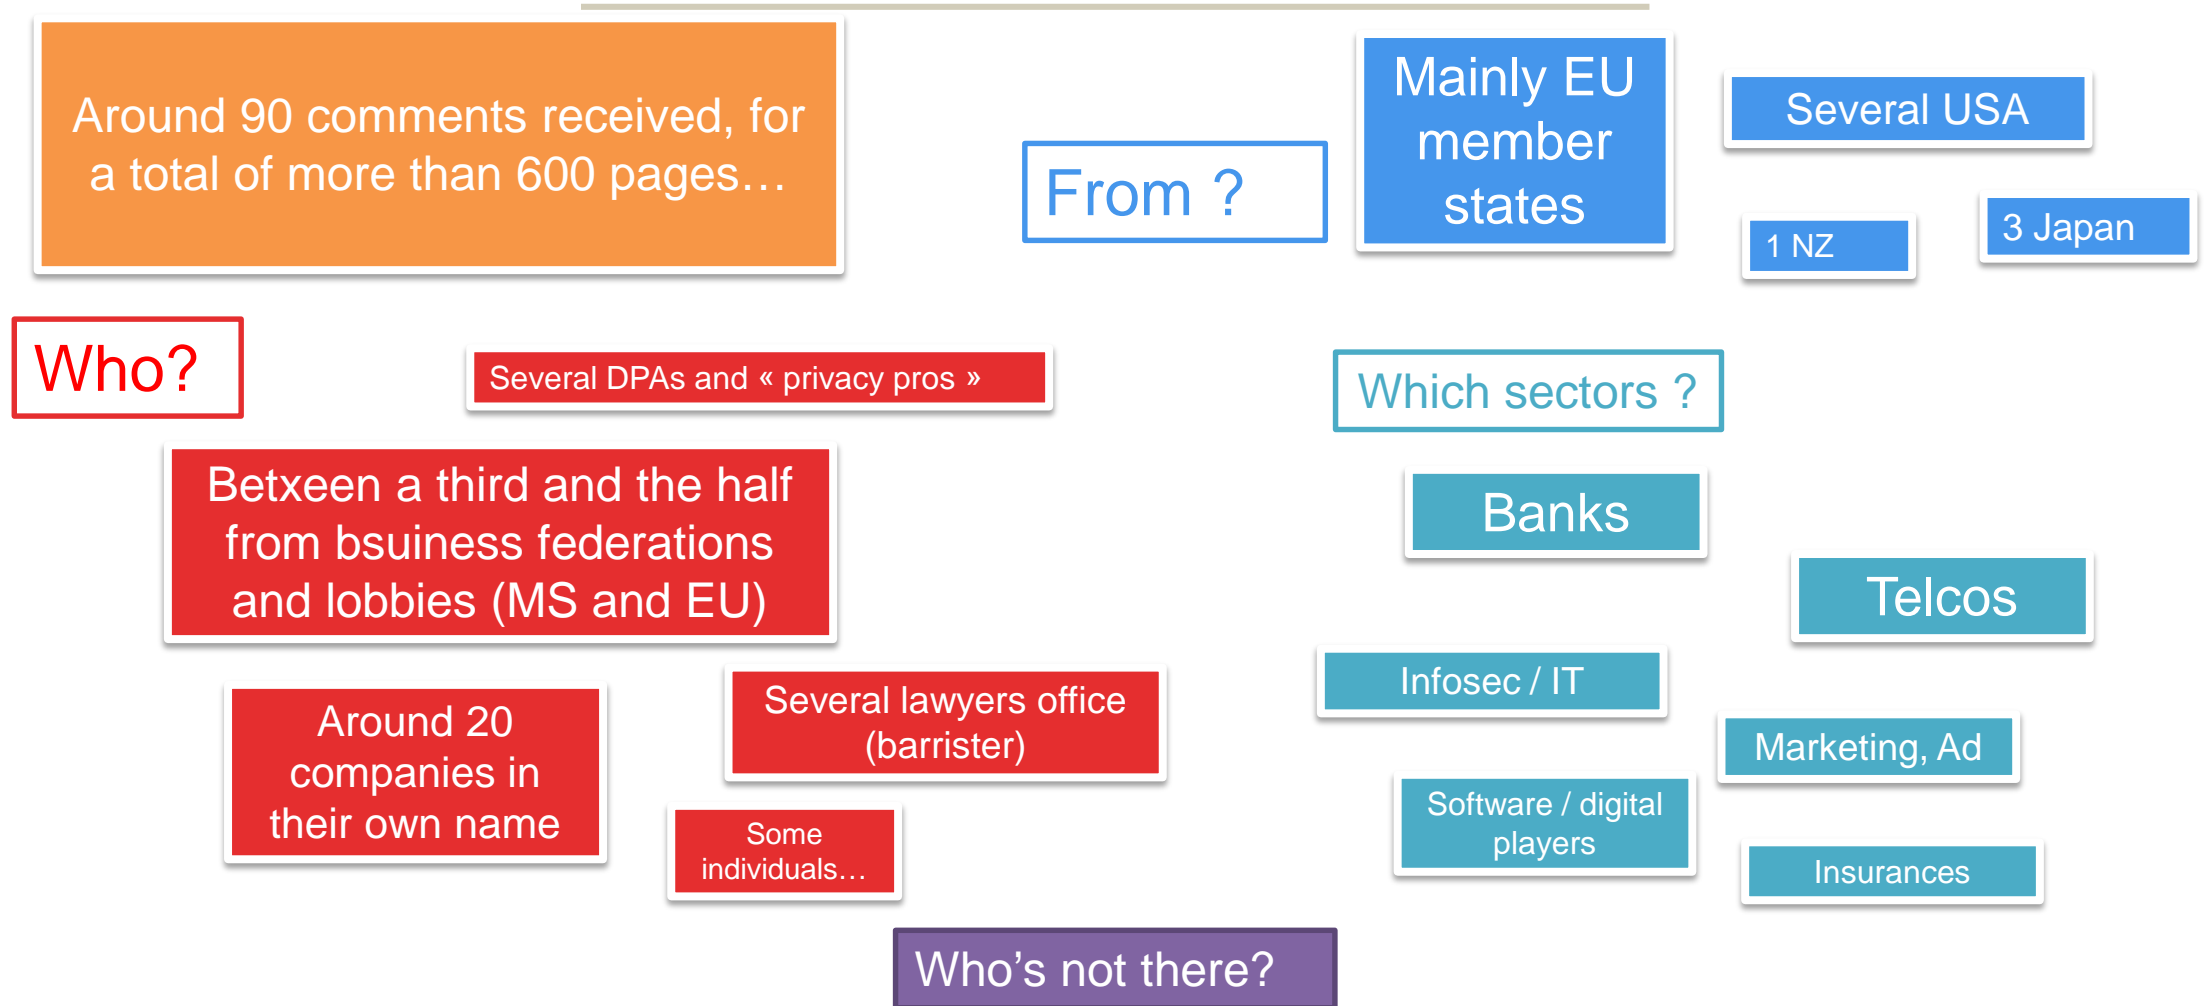 Around 90 comments received, for
a total of more than 600 pages…
From ?
Mainly EU
member
states
Several USA
1 NZ
3 Japan
Who?
Several DPAs and « privacy pros »
Betxeen a third and the half
from bsuiness federations
and lobbies (MS and EU)
Around 20
companies in
their own name
Several lawyers office
(barrister)
Some
individuals…
Which sectors ?
Banks
Telcos
Infosec / IT
Marketing, Ad
Software / digital
players
Insurances
Who’s not there?